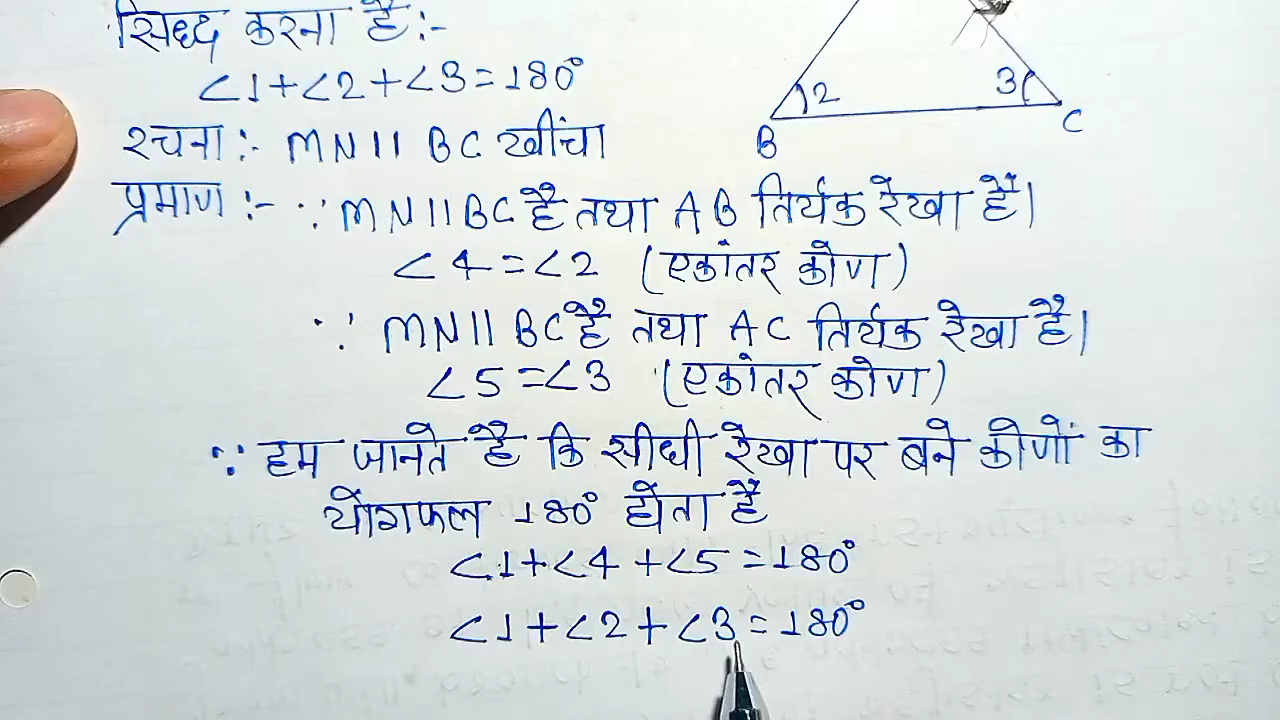 सिध्द करना है:-
∠1+∠2+∠3=180°
2
3
B
C
रचना:- MN॥ BC खींचा
प्रमाण:- ∵ MN॥BC है तथा AB तिर्यक रेखा है।
∠4=∠2 (एकांतर कोण)
∵ MN॥ BC है तथा AC तिर्यक रेखा है।
∠5=∠3 (एकांतर कोण)
∵ हम जानते है कि सीधी रेखा पर बने कोणों का
योगफल 180° होता है
∠1+∠4+∠5=180°
∠1+∠2+∠3=180°